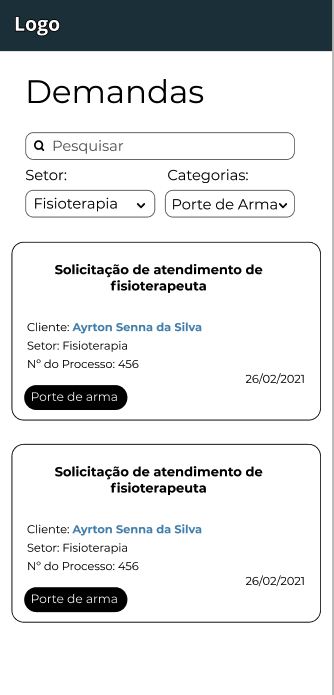 Logo
Demandas
Pesquisar
Setor: Categorias:
Fisioterapia Porte de Arma
Solicitação de atendimento de
fisioterapeuta
Cliente: Ayrton Senna da Silva
Setor: Fisioterapia
Nº do Processo: 456
26/02/2021
Porte de arma
Solicitação de atendimento de
fisioterapeuta
Cliente: Ayrton Senna da Silva
Setor: Fisioterapia
Nº do Processo: 456
26/02/2021
Porte de arma